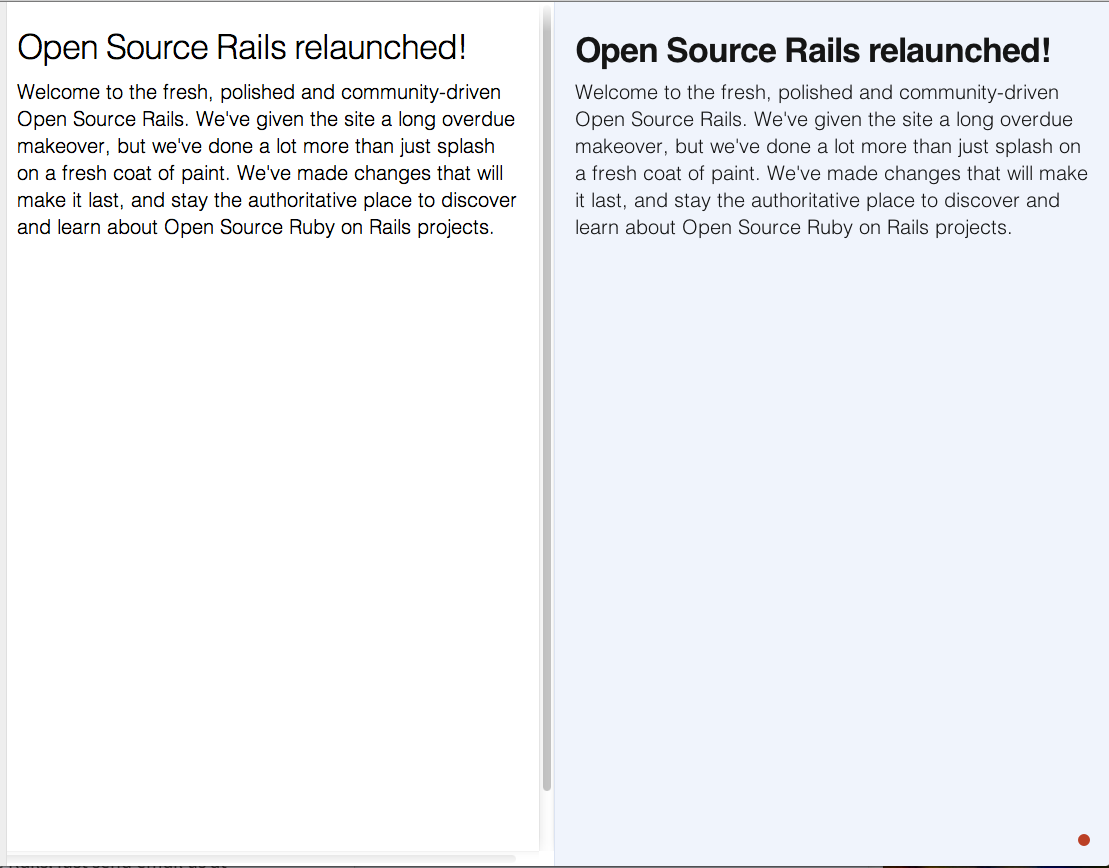 Open Source Rails relaunched!
Welcome to the fresh, polished and community-driven
Open Source Rails. We've given the site a long overdue
makeover, but we've done a lot more than just splash
on a fresh coat of paint. We've made changes that will
make it last, and stay the authoritative place to discover
and learn about Open Source Ruby on Rails projects.
Open Source Rails relaunched!
Welcome to the fresh, polished and community-driven
Open Source Rails. We've given the site a long overdue
makeover, but we've done a lot more than just splash on
a fresh coat of paint. We've made changes that will make
it last, and stay the authoritative place to discover and
learn about Open Source Ruby on Rails projects.